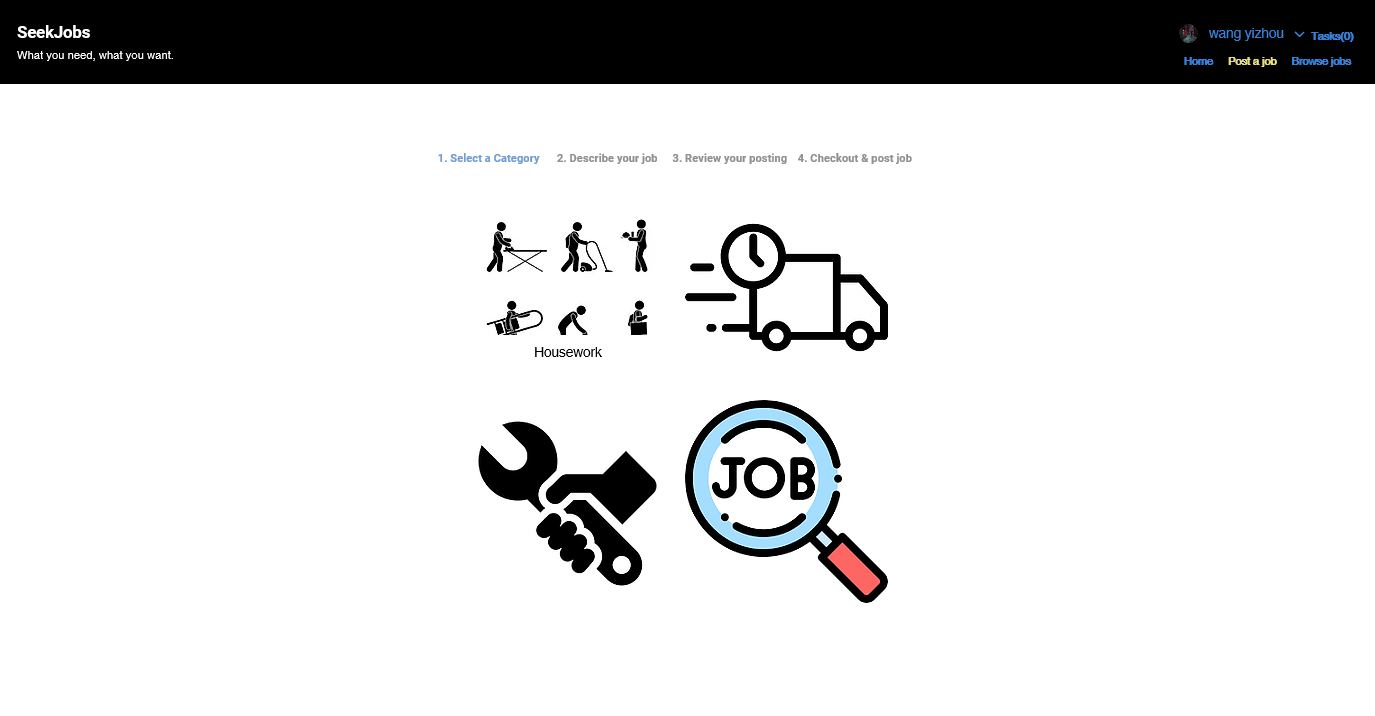 SeekJobs
What you need, what you want.
wang yizhou
Tasks(0)
Home Post a job Browse jobs
1. Select a Category 2. Describe your job 3. Review your posting 4. Checkout & post job
Housework
JOB